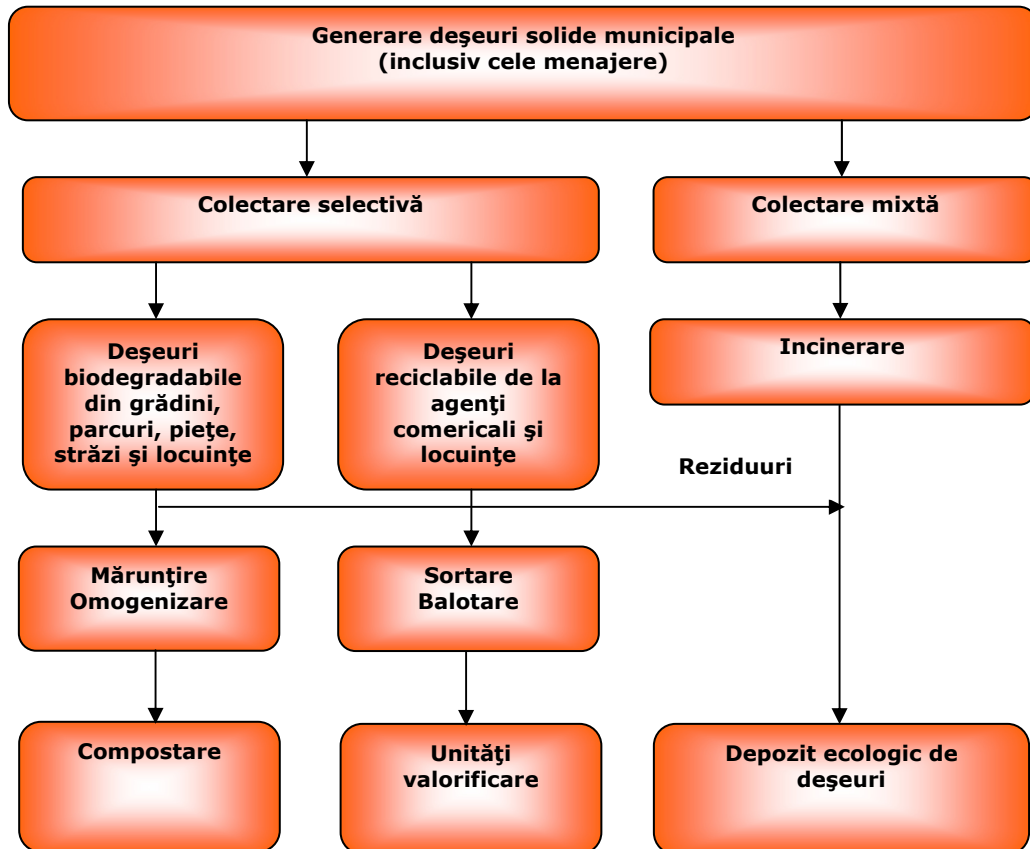 Generare deşeuri solide municipale
(inclusiv cele menajere)
Colectare selectivă
Colectare mixtă
Deşeuri
biodegradabile
din grădini,
parcuri, pieţe,
străzi şi locuinţe
Deşeuri
reciclabile de la
agenţi
comericali şi
locuinţe
Incinerare
Reziduuri
Mărunţire
Omogenizare
Sortare
Balotare
Compostare
Unităţi
valorificare
Depozit ecologic de
deşeuri